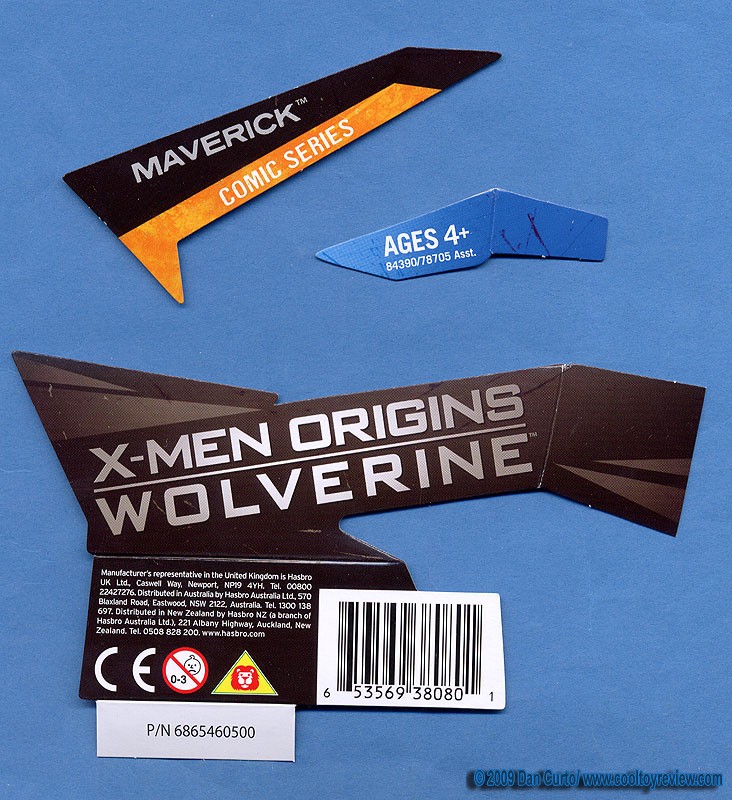 MAVERICK™
COMIC SERIES
AGES 4+
84390/78705 Asst.
X-MEN ORIGINS
WOLVERINE™
Manufacturer's representative in the United Kingdom is Hasbro
UK Ltd., Caswell Way, Newport, NP19 4YH. Tel. 00800
22427276. Distributed in Australia by Hasbro Australia Ltd., 570
Blaxland Road, Eastwood, NSW 2122, Australia. Tel. 1300 138
697. Distributed in New Zealand by Hasbro NZ (a branch of
Hasbro Australia Ltd.), 221 Albany Highway, Auckland, New
Zealand. Tel. 0508 828 200. www.hasbro.com
CE
0-3
6 53569 38080 1
P/N 6865460500
©2009 Dan Curto/ www.cooltoyreview.com